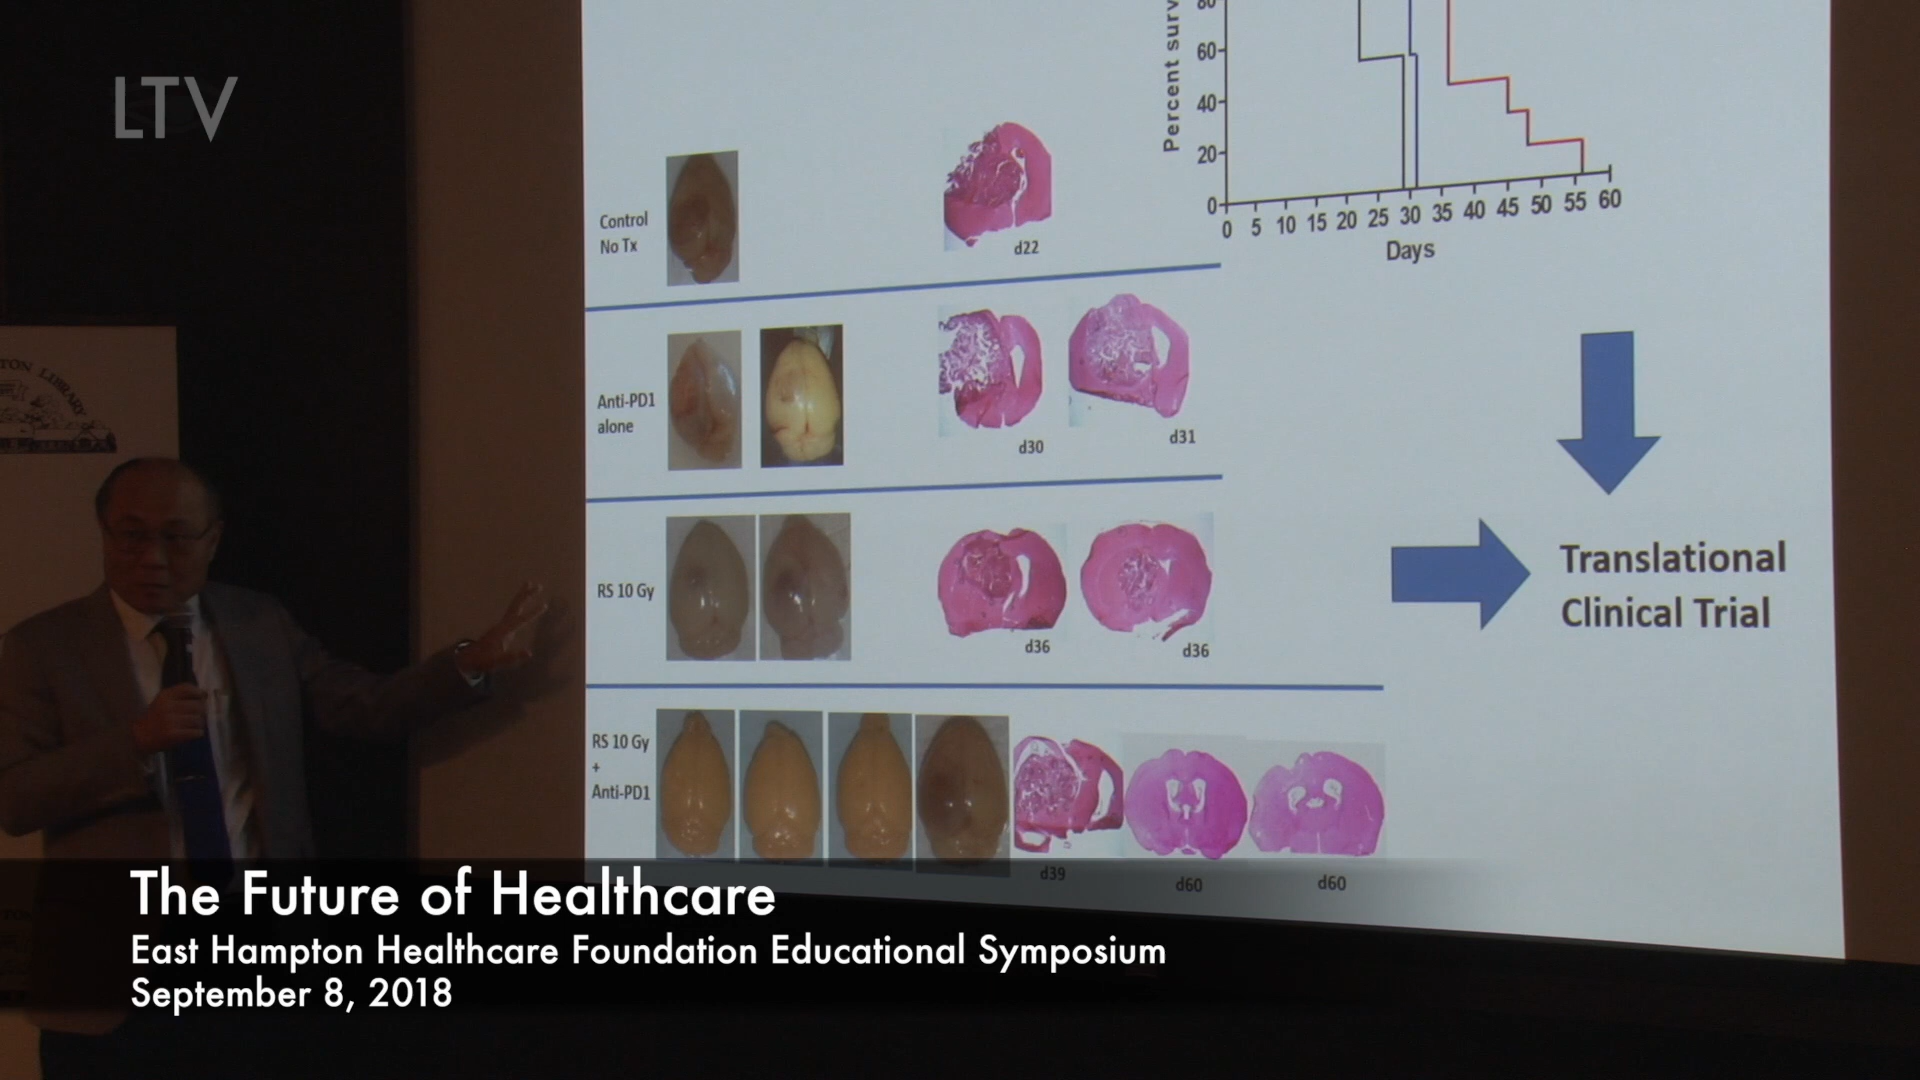 LTV
80
Percent surv
60
40
20
0
0 5 10 15 20 25 30 35 40 45 50 55 60
Days
Control
No Tx
d22
TON LIBRARY
Anti-PD1
alone
d30
d31
RS 10 Gy
d36
d36
Translational
Clinical Trial
RS 10 Gy
+
Anti-PD1
d39
d60
d60
The Future of Healthcare
East Hampton Healthcare Foundation Educational Symposium
September 8, 2018